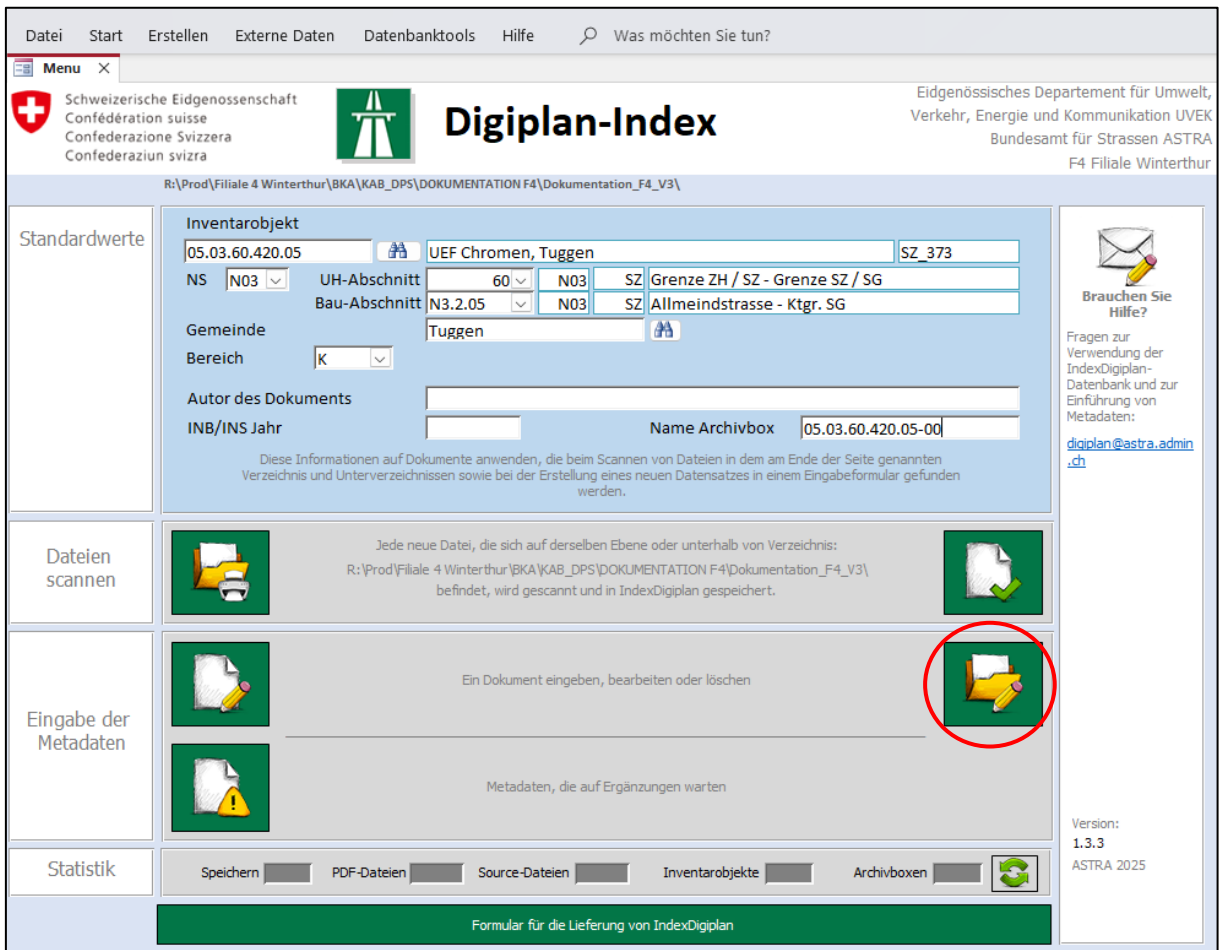 Datei Start Erstellen Externe Daten Datenbanktools Hilfe Was möchten Sie tun?
Menu
Schweizerische Eidgenossenschaft
Confédération suisse
Confederazione Svizzera
Confederaziun svizra
Digiplan-Index
Eidgenössisches Departement für Umwelt,
Verkehr, Energie und Kommunikation UVEK
Bundesamt für Strassen ASTRA
F4 Filiale Winterthur
R:\Prod\Filiale 4 Winterthur\BKA\KAB_DPS\DOKUMENTATION F4\Dokumentation_F4_V3\
Standardwerte
Inventarobjekt
05.03.60.420.05 UEF Chromen, Tuggen SZ_373
NS N03 UH-Abschnitt 60 N03 SZ Grenze ZH / SZ - Grenze SZ / SG
Bau-Abschnitt N3.2.05 N03 SZ Allmeindstrasse - Ktgr. SG
Gemeinde Tuggen
Bereich K
Autor des Dokuments
INB/INS Jahr Name Archivbox 05.03.60.420.05-00
Diese Informationen auf Dokumente anwenden, die beim Scannen von Dateien in dem am Ende der Seite genannten
Verzeichnis und Unterverzeichnissen sowie bei der Erstellung eines neuen Datensatzes in einem Eingabeformular gefunden
werden.
Brauchen Sie
Hilfe?
Fragen zur
Verwendung der
IndexDigiplan-
Datenbank und zur
Einführung von
Metadaten:
digiplan@astra.admin
.ch
Dateien
scannen
Jede neue Datei, die sich auf derselben Ebene oder unterhalb von Verzeichnis:
R:\Prod\Filiale 4 Winterthur\BKA\KAB_DPS\DOKUMENTATION F4\Dokumentation_F4_V3\
befindet, wird gescannt und in IndexDigiplan gespeichert.
Eingabe der
Metadaten
Ein Dokument eingeben, bearbeiten oder löschen
Metadaten, die auf Ergänzungen warten
Version:
1.3.3
ASTRA 2025
Statistik
Speichern PDF-Dateien Source-Dateien Inventarobjekte Archivboxen
Formular für die Lieferung von IndexDigiplan